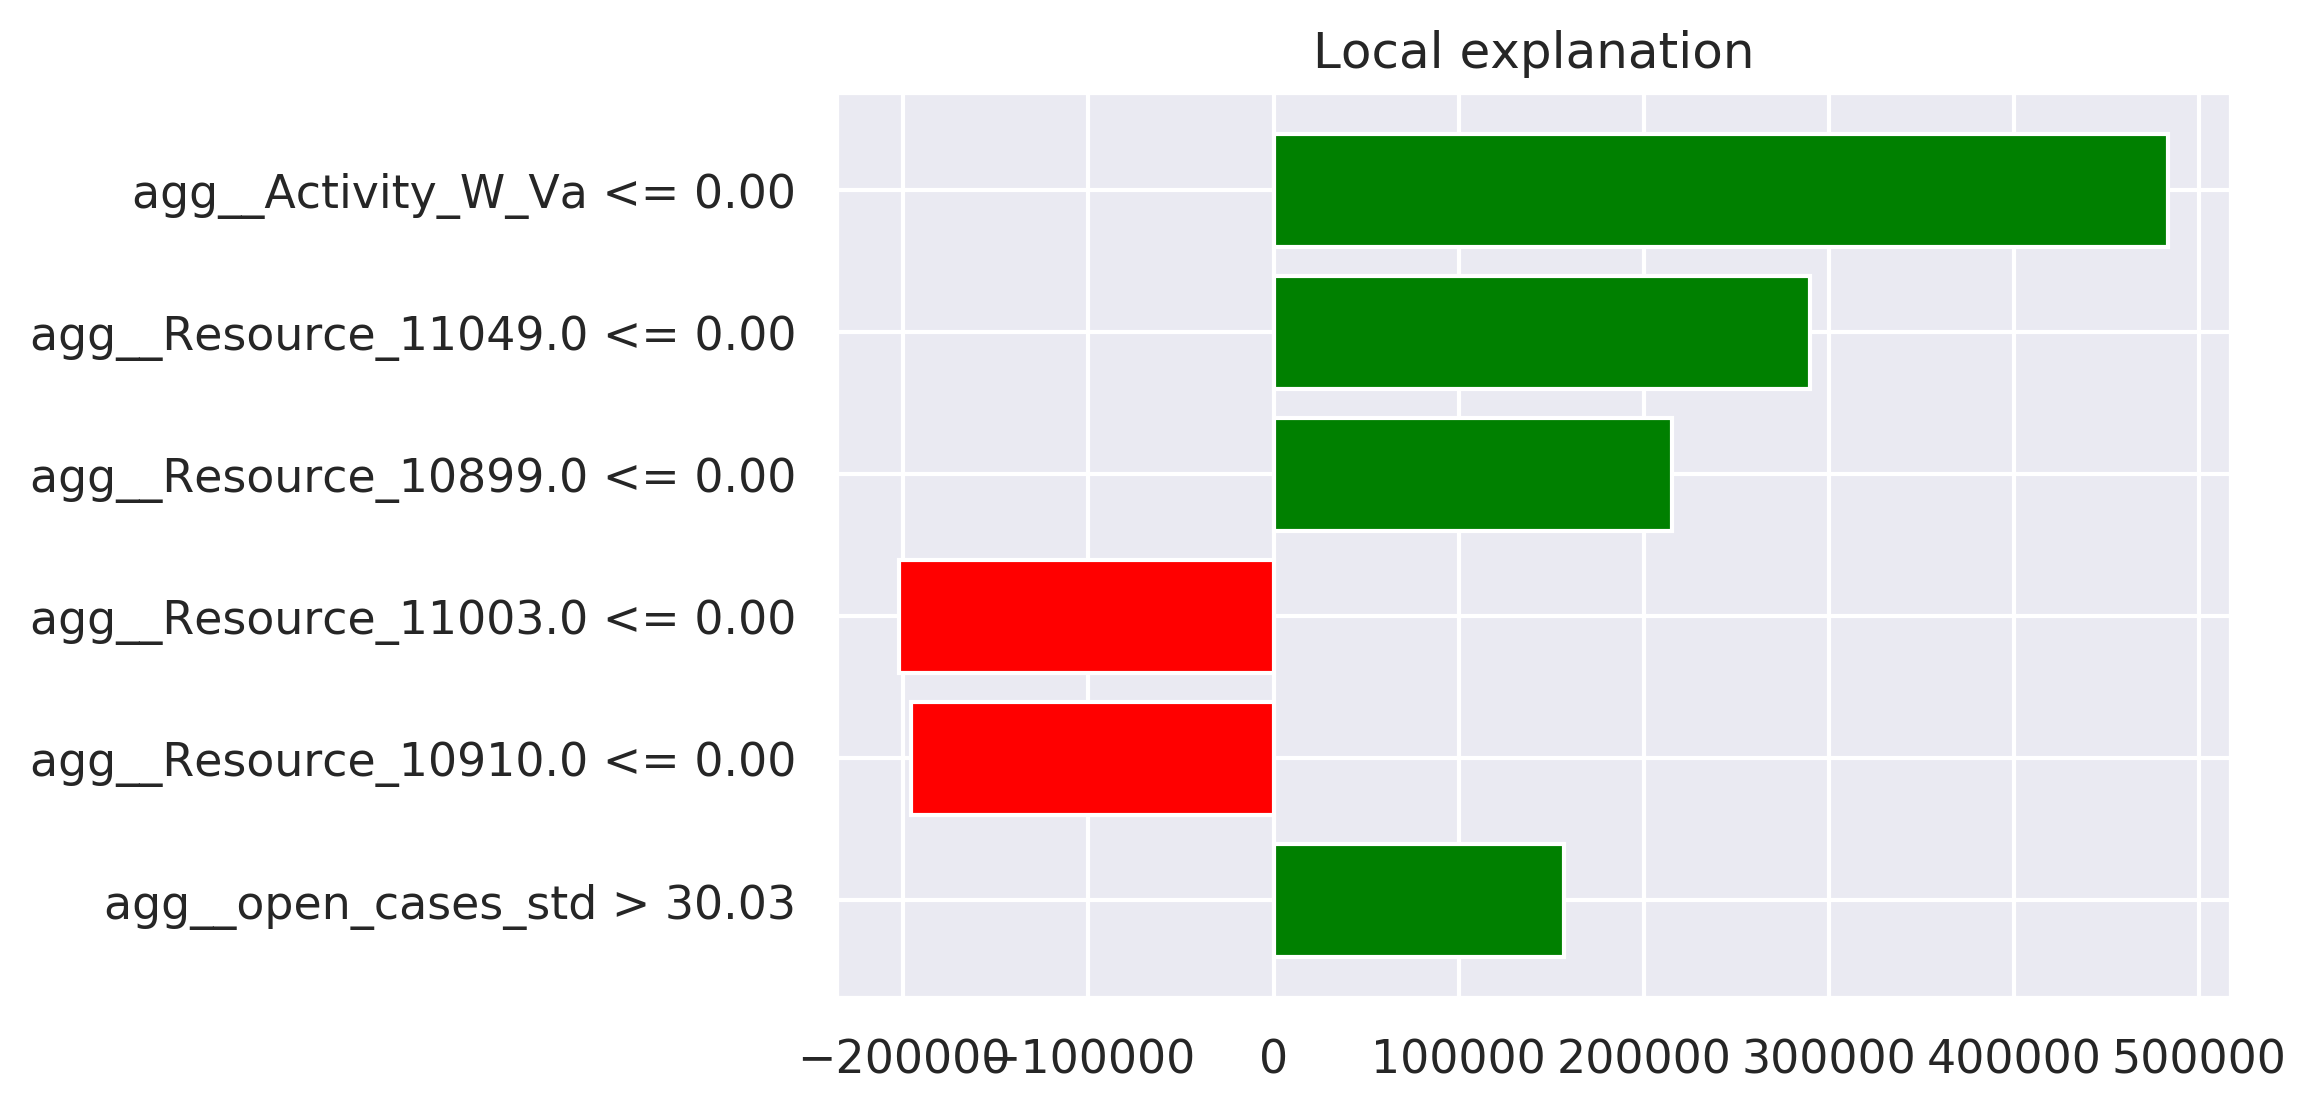 Local explanation
agg__Activity_W_Va <= 0.00
agg__Resource_11049.0 <= 0.00
agg__Resource_10899.0 <= 0.00
agg__Resource_11003.0 <= 0.00
agg__Resource_10910.0 <= 0.00
agg__open_cases_std > 30.03
−200000 −100000 0 100000 200000 300000 400000 500000